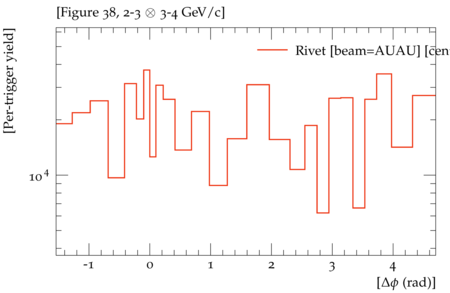 [Figure 38, 2-3 ⊗ 3-4 GeV/c]
[Per-trigger yield]
Rivet [beam=AUAU] [cen
10⁴
-1 0 1 2 3 4
[Δϕ (rad)]